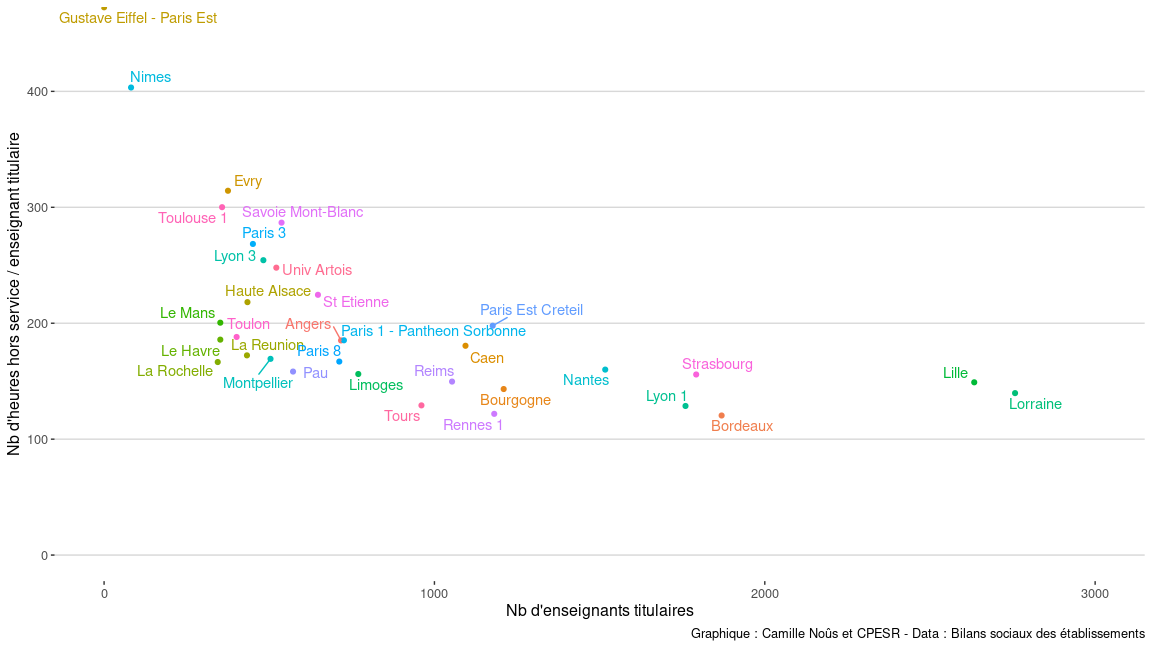 Gustave Eiffel - Paris Est
Nimes
400
Evry
300
Savoie Mont-Blanc
Toulouse 1
Paris 3
Lyon 3
Univ Artois
Haute Alsace
St Etienne
Paris Est Creteil
Le Mans
200
Toulon
Angers
Paris 1 - Pantheon Sorbonne
La Reunion
Le Havre
Paris 8
Caen
Strasbourg
La Rochelle
Pau
Reims
Lille
Montpellier
Limoges
Nantes
Lyon 1
Bourgogne
Lorraine
Tours
Rennes 1
Bordeaux
100
0
Nb d'heures hors service / enseignant titulaire
0
1000
2000
3000
Nb d'enseignants titulaires
Graphique : Camille Noûs et CPESR - Data : Bilans sociaux des établissements